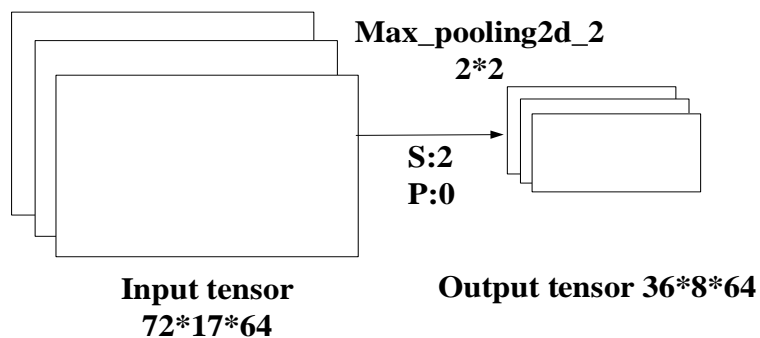 Max_pooling2d_2
2*2
S:2
P:0
Input tensor
72*17*64
Output tensor 36*8*64